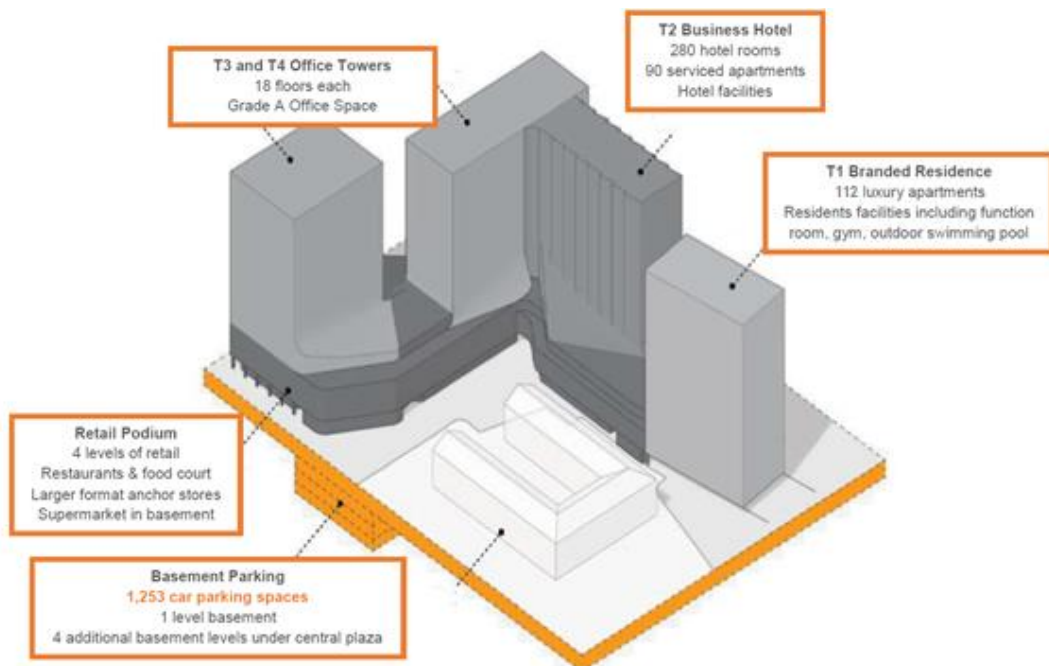 T2 Business Hotel
280 hotel rooms
90 serviced apartments
Hotel facilities
T3 and T4 Office Towers
18 floors each
Grade A Office Space
T1 Branded Residence
112 luxury apartments
Residents facilities including function
room, gym, outdoor swimming pool
Retail Podium
4 levels of retail
Restaurants & food court
Larger format anchor stores
Supermarket in basement
Basement Parking
1,253 car parking spaces
1 level basement
4 additional basement levels under central plaza